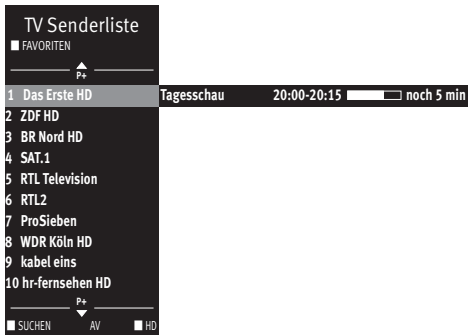 TV Senderliste
FAVORITEN
P+
1 Das Erste HD Tagesschau 20:00-20:15 noch 5 min
2 ZDF HD
3 BR Nord HD
4 SAT.1
5 RTL Television
6 RTL2
7 ProSieben
8 WDR Köln HD
9 kabel eins
10 hr-fernsehen HD
P+
SUCHEN AV HD